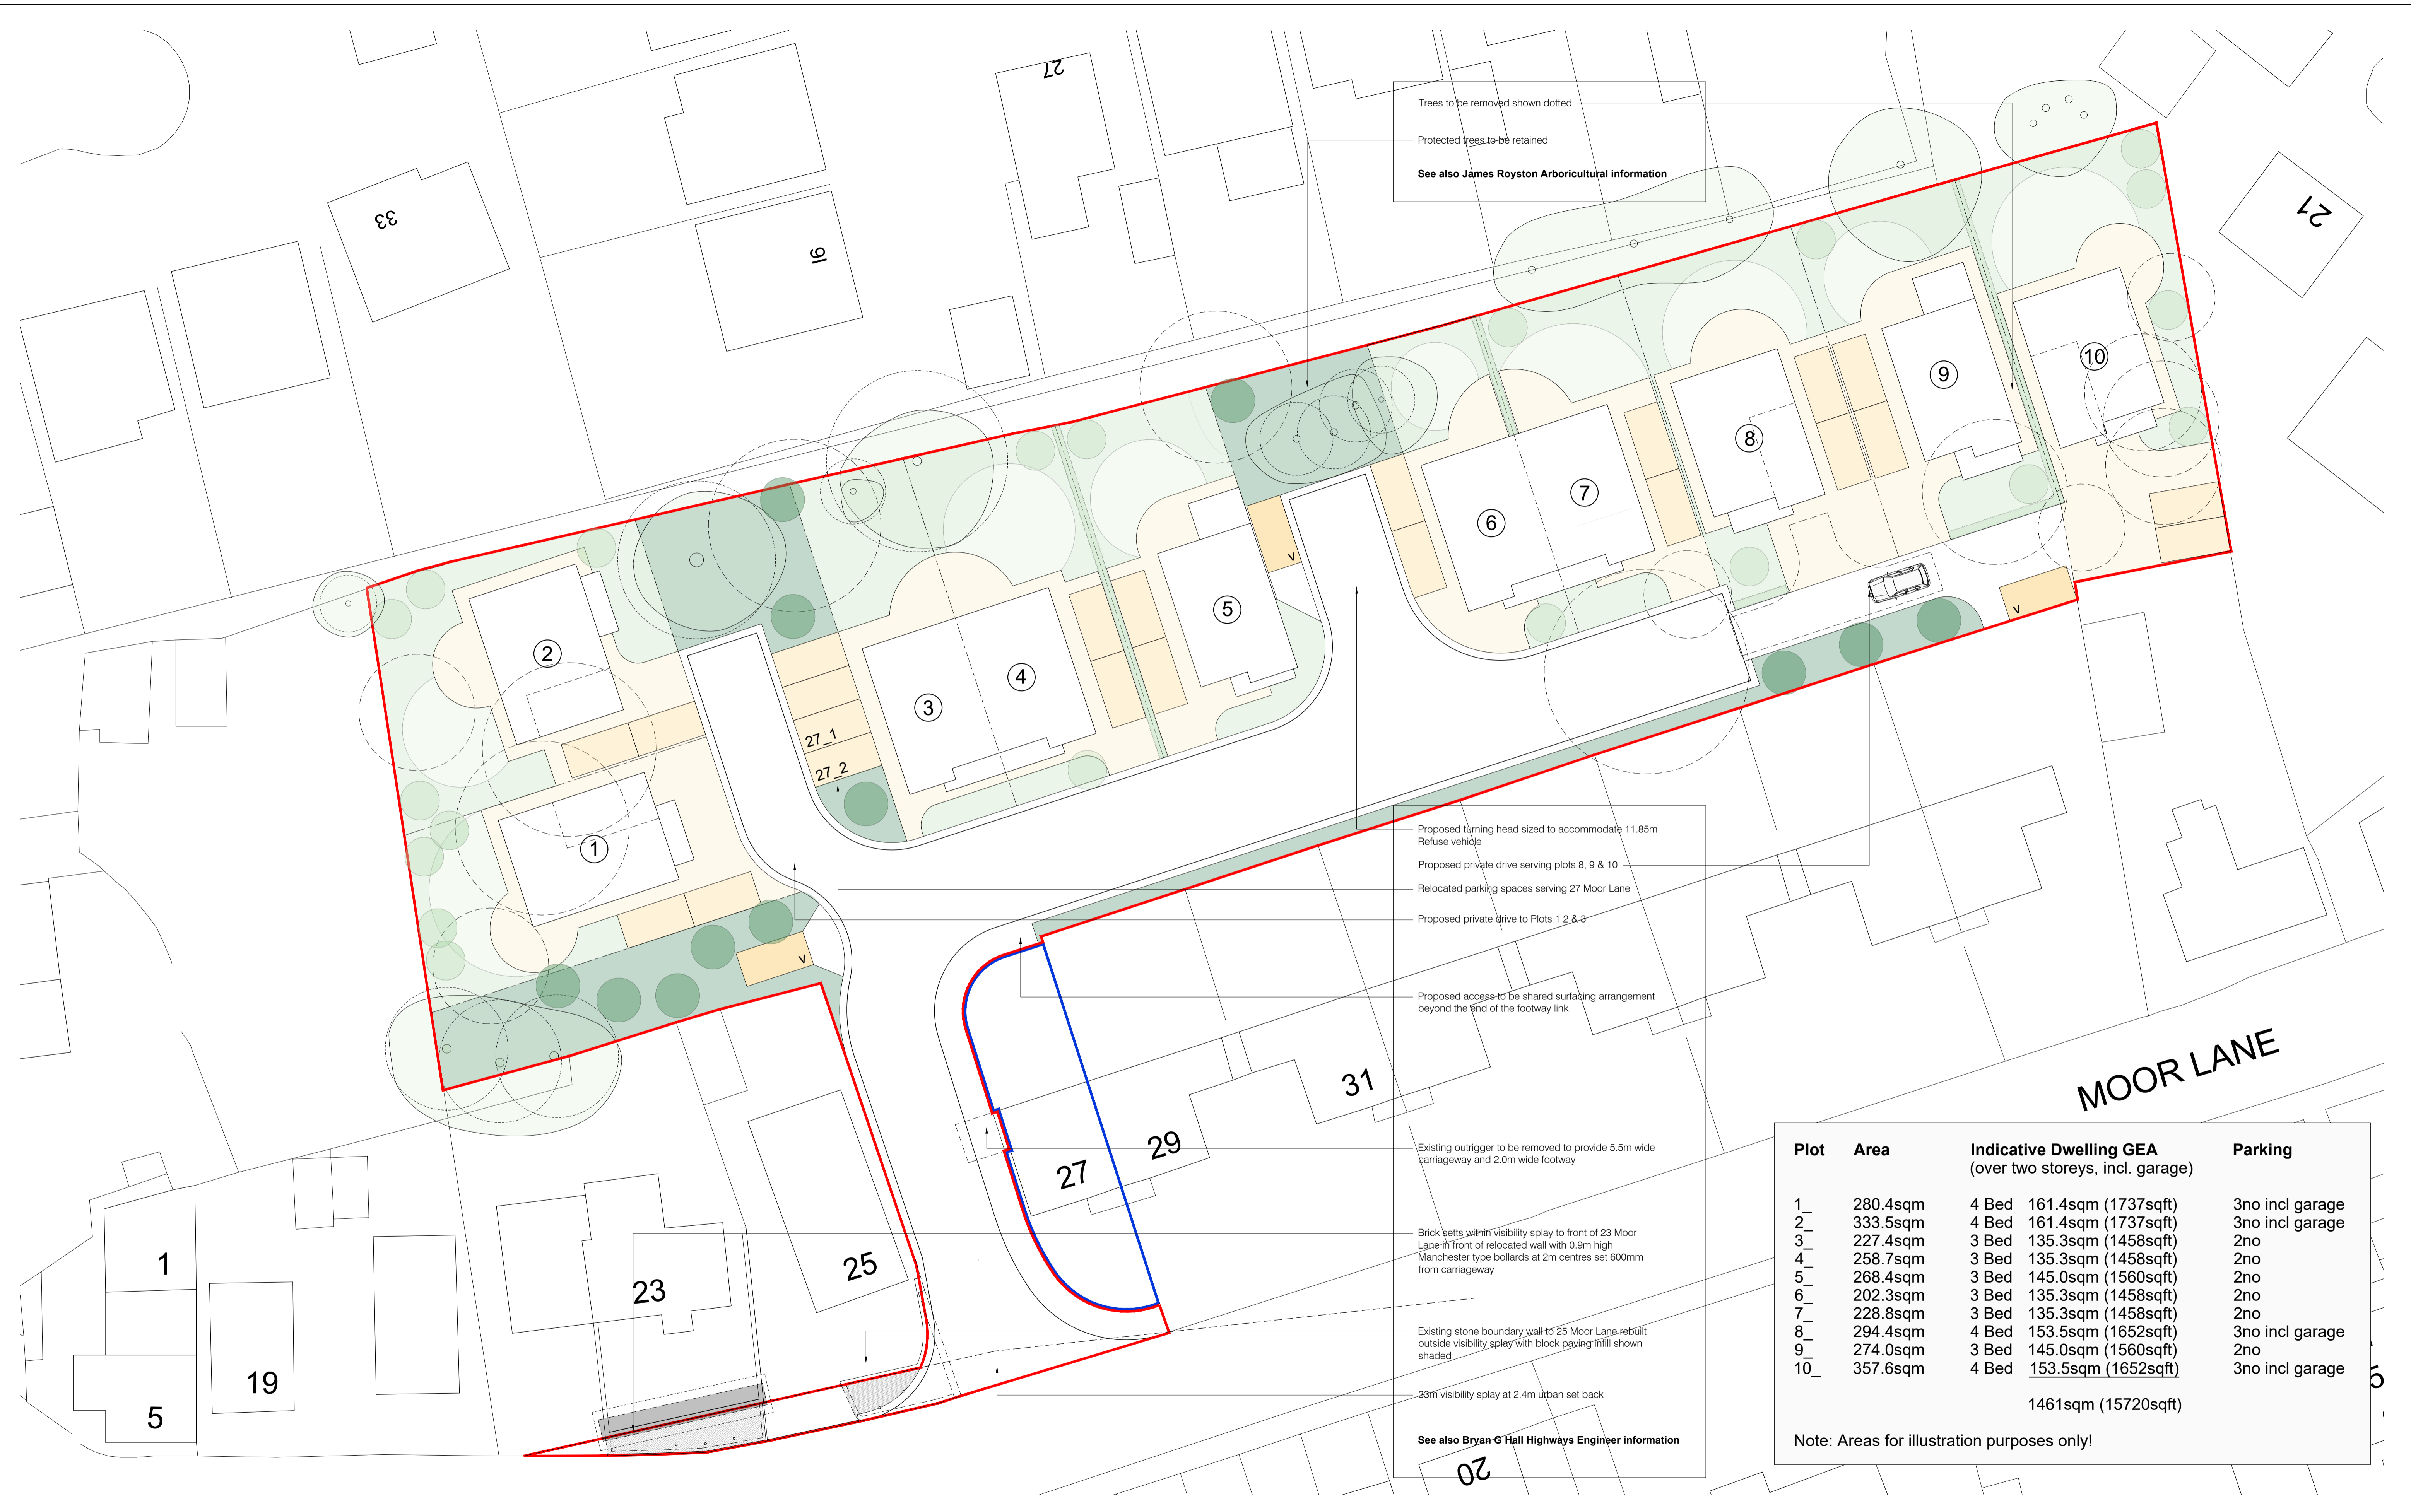 27
33
16
21
Trees to be removed shown dotted
Protected trees to be retained
See also James Royston Arboricultural information
10
9
8
7
6
5
v
v
2
4
3
27_1
27_2
1
v
Proposed turning head sized to accommodate 11.85m
Refuse vehicle
Proposed private drive serving plots 8, 9 & 10
Relocated parking spaces serving 27 Moor Lane
Proposed private drive to Plots 1 2 & 3
Proposed access to be shared surfacing arrangement
beyond the end of the footway link
Existing outrigger to be removed to provide 5.5m wide
carriageway and 2.0m wide footway
Brick setts within visibility splay to front of 23 Moor
Lane in front of relocated wall with 0.9m high
Manchester type bollards at 2m centres set 600mm
from carriageway
Existing stone boundary wall to 25 Moor Lane rebuilt
outside visibility splay with block paving infill shown
shaded
33m visibility splay at 2.4m urban set back
See also Bryan G Hall Highways Engineer information
MOOR LANE
31
29
27
25
23
1
19
5
20
Plot Area Indicative Dwelling GEA Parking
(over two storeys, incl. garage)
1_ 280.4sqm 4 Bed 161.4sqm (1737sqft) 3no incl garage
2_ 333.5sqm 4 Bed 161.4sqm (1737sqft) 3no incl garage
3_ 227.4sqm 3 Bed 135.3sqm (1458sqft) 2no
4_ 258.7sqm 3 Bed 135.3sqm (1458sqft) 2no
5_ 268.4sqm 3 Bed 145.0sqm (1560sqft) 2no
6_ 202.3sqm 3 Bed 135.3sqm (1458sqft) 2no
7_ 228.8sqm 3 Bed 135.3sqm (1458sqft) 2no
8_ 294.4sqm 4 Bed 153.5sqm (1652sqft) 3no incl garage
9_ 274.0sqm 3 Bed 145.0sqm (1560sqft) 2no
10_ 357.6sqm 4 Bed 153.5sqm (1652sqft) 3no incl garage
1461sqm (15720sqft)
Note: Areas for illustration purposes only!